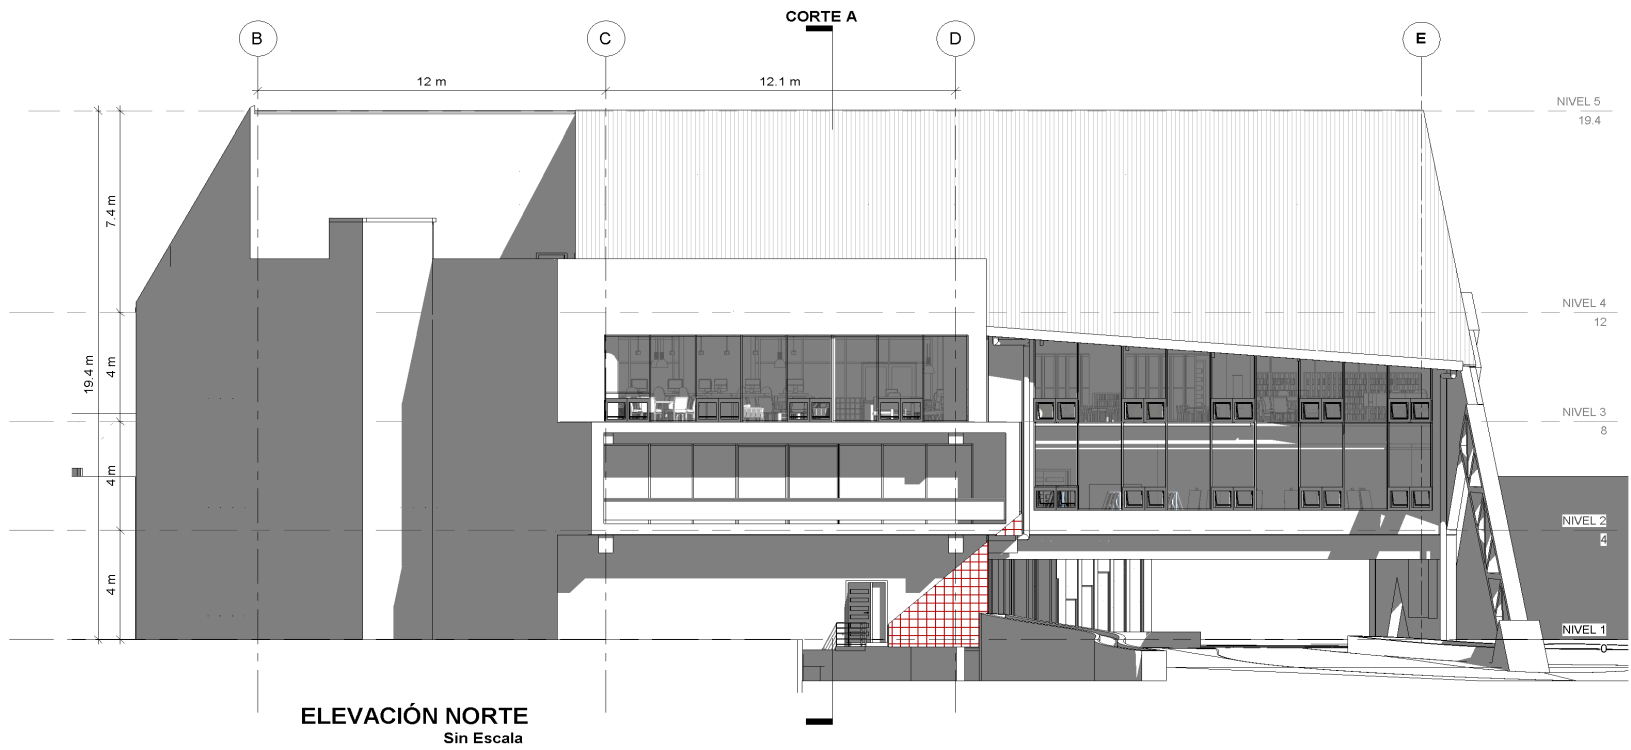 CORTE A
B
C
D
E
12 m
12.1 m
NIVEL 5
19.4
7.4 m
NIVEL 4
12
19.4 m
4 m
NIVEL 3
8
4 m
NIVEL 2
4
4 m
NIVEL 1
0
ELEVACIÓN NORTE
Sin Escala